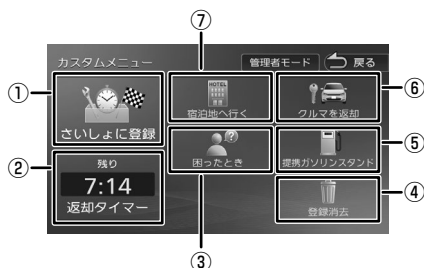 ⑦
カスタムメニュー
管理者モード
戻る
①
さいしょに登録
HOTEL
宿泊地へ行く
クルマを返却
⑥
②
残り
7:14
返却タイマー
?
困ったとき
提携ガソリンスタンド
⑤
登録消去
④
③